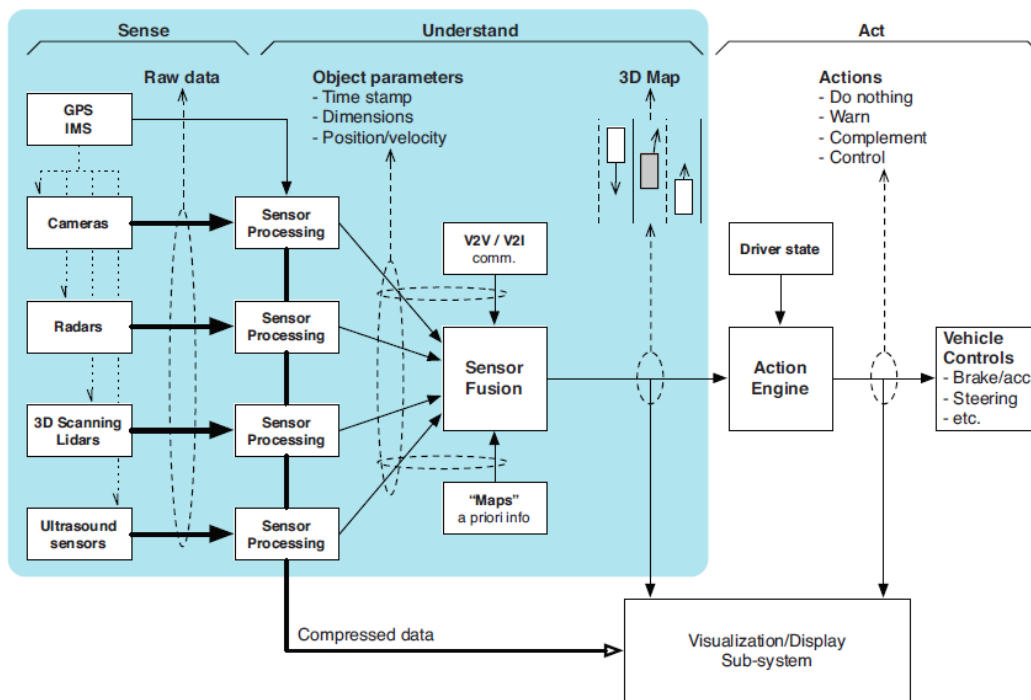 Sense
Understand
Act
Raw data
Object parameters
- Time stamp
- Dimensions
- Position/velocity
3D Map
Actions
- Do nothing
- Warn
- Complement
- Control
GPS
IMS
Cameras
Sensor
Processing
V2V / V2I
comm.
Driver state
Radars
Sensor
Processing
Sensor
Fusion
Action
Engine
Vehicle
Controls
- Brake/acc
- Steering
- etc.
3D Scanning
Lidars
Sensor
Processing
“Maps”
a priori info
Ultrasound
sensors
Sensor
Processing
Compressed data
Visualization/Display
Sub-system